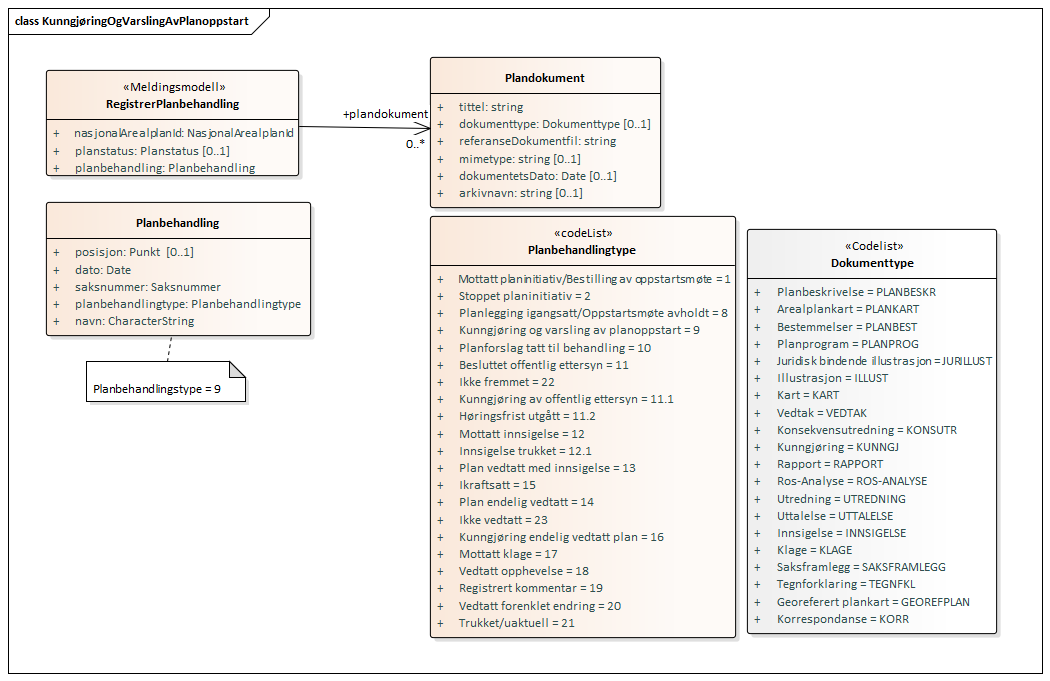 class KunngjøringOgVarslingAvPlanoppstart
«Meldingsmodell»
RegistrerPlanbehandling
+ nasjonalArealplanId: NasjonalArealplanId
+ planstatus: Planstatus [0..1]
+ planbehandling: Planbehandling
+plandokument
0..*
Plandokument
+ tittel: string
+ dokumenttype: Dokumenttype [0..1]
+ referanseDokumentfil: string
+ mimetype: string [0..1]
+ dokumentetsDato: Date [0..1]
+ arkivnavn: string [0..1]
Planbehandling
+ posisjon: Punkt [0..1]
+ dato: Date
+ saksnummer: Saksnummer
+ planbehandlingtype: Planbehandlingtype
+ navn: CharacterString
Planbehandlingstype = 9
«codeList»
Planbehandlingtype
+ Mottatt planinitiativ/Bestilling av oppstartsmøte = 1
+ Stoppet planinitiativ = 2
+ Planlegging igangsatt/Oppstartsmøte avholdt = 8
+ Kunngjøring og varsling av planoppstart = 9
+ Planforslag tatt til behandling = 10
+ Besluttet offentlig ettersyn = 11
+ Ikke fremmet = 22
+ Kunngjøring av offentlig ettersyn = 11.1
+ Høringsfrist utgått = 11.2
+ Mottatt innsigelse = 12
+ Innsigelse trukket = 12.1
+ Plan vedtatt med innsigelse = 13
+ Ikraftsatt = 15
+ Plan endelig vedtatt = 14
+ Ikke vedtatt = 23
+ Kunngjøring endelig vedtatt plan = 16
+ Mottatt klage = 17
+ Vedtatt opphevelse = 18
+ Registrert kommentar = 19
+ Vedtatt forenklet endring = 20
+ Trukket/uaktuell = 21
«Codelist»
Dokumenttype
+ Planbeskrivelse = PLANBESKR
+ Arealplankart = PLANKART
+ Bestemmelser = PLANBEST
+ Planprogram = PLANPROG
+ Juridisk bindende illustrasjon =JURILLUST
+ Illustrasjon = ILLUST
+ Kart = KART
+ Vedtak = VEDTAK
+ Konsekvensutredning = KONSUTR
+ Kunngjøring = KUNNGJ
+ Rapport = RAPPORT
+ Ros-Analyse = ROS-ANALYSE
+ Utredning = UTREDNING
+ Uttalelse = UTTALELSE
+ Innsigelse = INNSIGELSE
+ Klage = KLAGE
+ Saksframlegg = SAKSFRAMLEGG
+ Tegnforklaring = TEGNFKL
+ Georeferert plankart = GEOREFPLAN
+ Korrespondanse = KORR